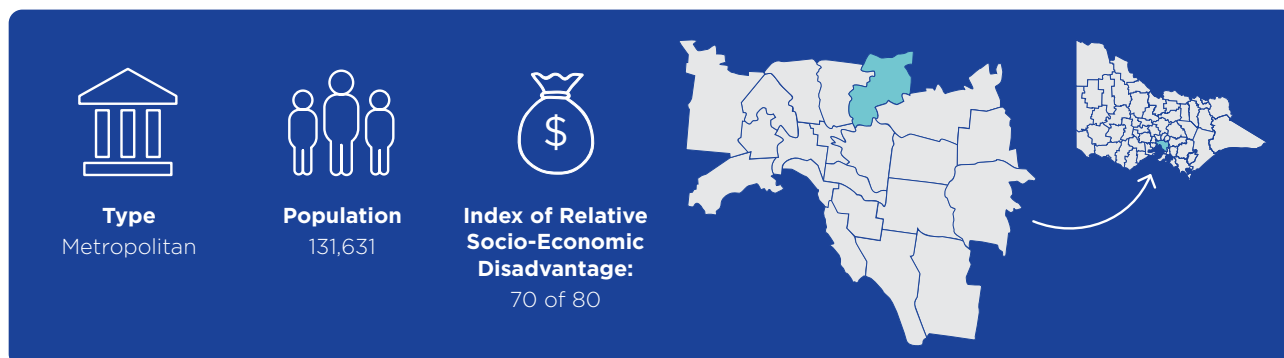 $
Type
Metropolitan
Population
131,631
Index of Relative
Socio-Economic
Disadvantage:
70 of 80